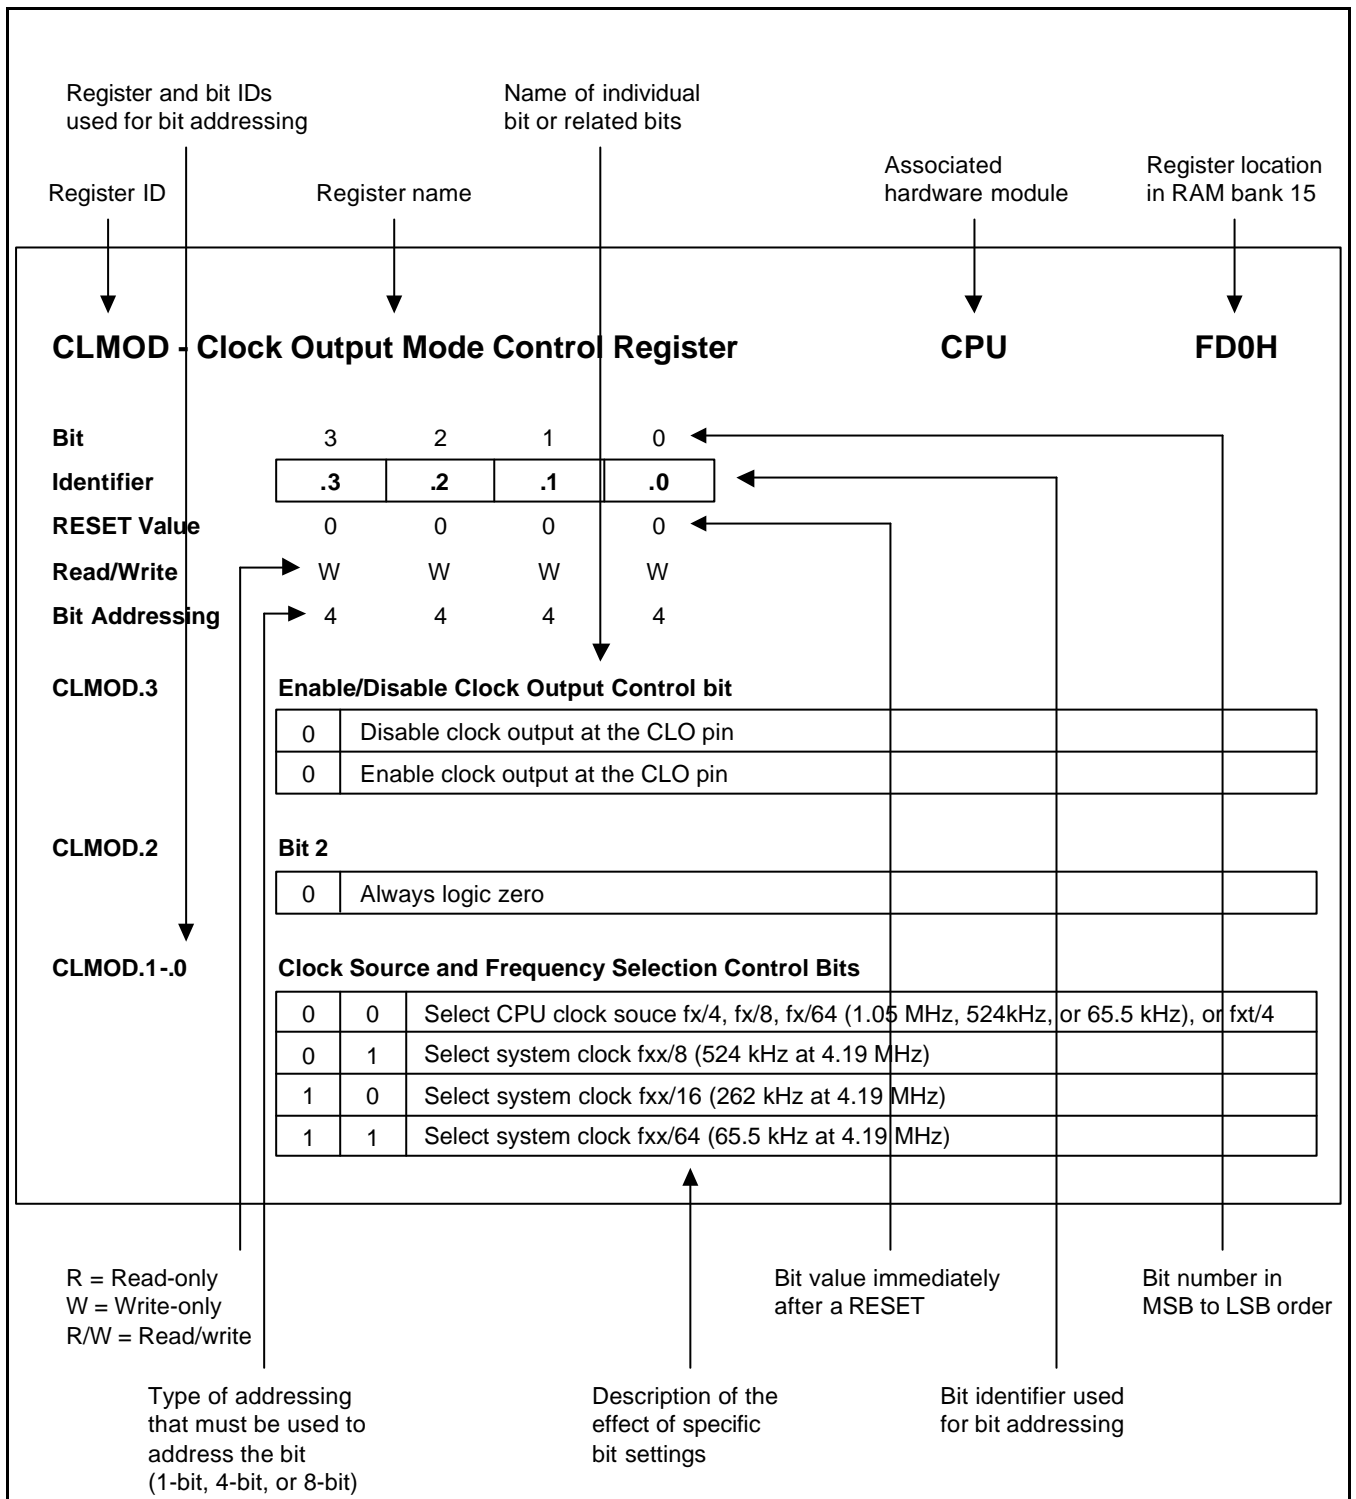 Register and bit IDs
used for bit addressing
Name of individual
bit or related bits
Register ID
Register name
Associated
hardware module
Register location
in RAM bank 15
CLMOD - Clock Output Mode Control Register CPU FD0H
Bit 3 2 1 0
Identifier .3 .2 .1 .0
RESET Value 0 0 0 0
Read/Write W W W W
Bit Addressing 4 4 4 4
CLMOD.3 Enable/Disable Clock Output Control bit
0 Disable clock output at the CLO pin
0 Enable clock output at the CLO pin
CLMOD.2 Bit 2
0 Always logic zero
CLMOD.1-.0 Clock Source and Frequency Selection Control Bits
0 0 Select CPU clock souce fx/4, fx/8, fx/64 (1.05 MHz, 524kHz, or 65.5 kHz), or fxt/4
0 1 Select system clock fxx/8 (524 kHz at 4.19 MHz)
1 0 Select system clock fxx/16 (262 kHz at 4.19 MHz)
1 1 Select system clock fxx/64 (65.5 kHz at 4.19 MHz)
R = Read-only
W = Write-only
R/W = Read/write
Bit value immediately
after a RESET
Bit number in
MSB to LSB order
Type of addressing
that must be used to
address the bit
(1-bit, 4-bit, or 8-bit)
Description of the
effect of specific
bit settings
Bit identifier used
for bit addressing